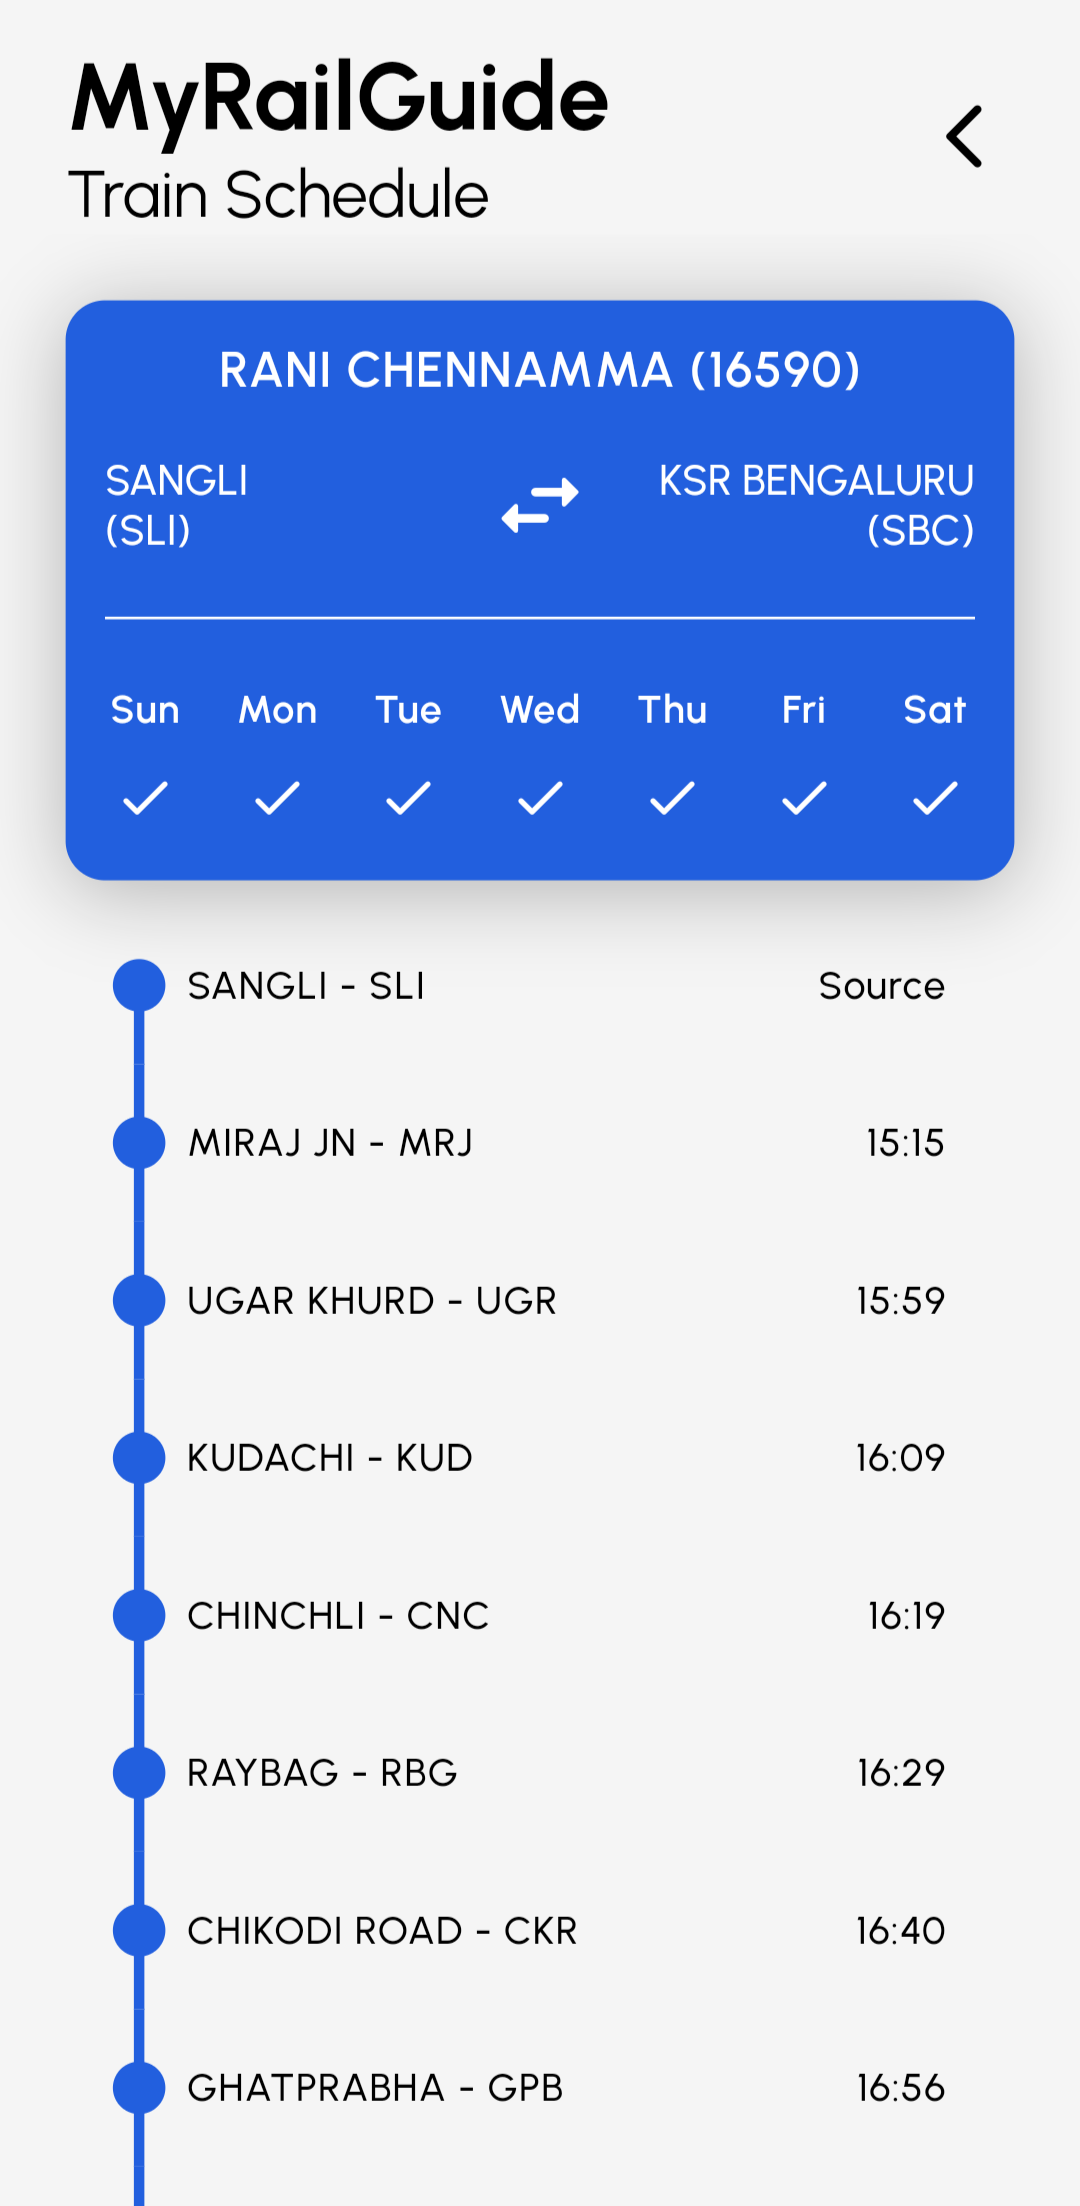 MyRailGuide
Train Schedule
RANI CHENNAMMA (16590)
SANGLI
(SLI)
KSR BENGALURU
(SBC)
Sun Mon Tue Wed Thu Fri Sat
SANGLI - SLI Source
MIRAJ JN - MRJ 15:15
UGAR KHURD - UGR 15:59
KUDACHI - KUD 16:09
CHINCHLI - CNC 16:19
RAYBAG - RBG 16:29
CHIKODI ROAD - CKR 16:40
GHATPRABHA - GPB 16:56